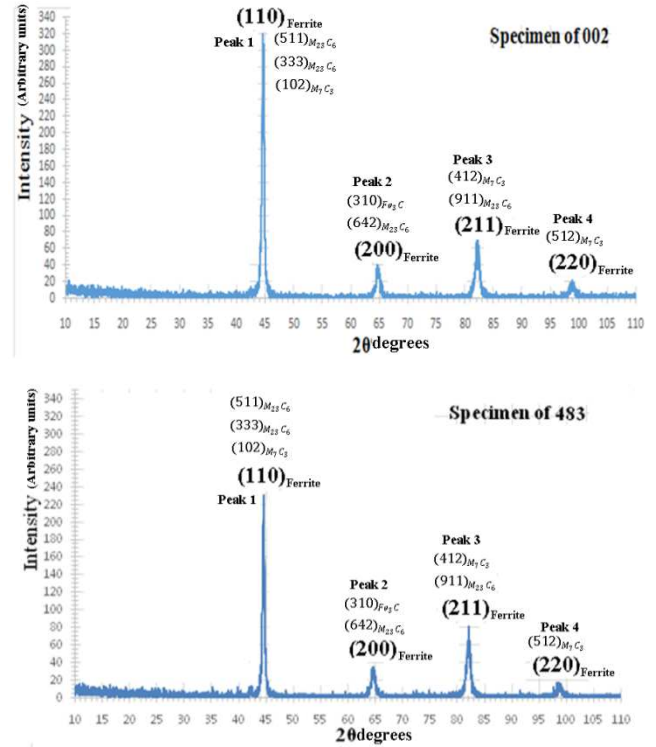 Specimen of 002
Intensity (Arbitrary units)
340
320
300
280
260
240
220
200
180
160
140
120
100
80
60
40
20
0
(110)Ferrite
Peak 1
(511)M23C6
(333)M23C6
(102)M7C3
Peak 2
(310)Fe3C
(642)M23C6
(200)Ferrite
Peak 3
(412)M7C3
(911)M23C6
(211)Ferrite
Peak 4
(512)M7C3
(220)Ferrite
10 15 20 25 30 35 40 45 50 55 60 65 70 75 80 85 90 95 100 105 110
2θ degrees
Specimen of 483
Intensity (Arbitrary units)
340
320
300
280
260
240
220
200
180
160
140
120
100
80
60
40
20
0
(511)M23C6
(333)M23C6
(102)M7C3
(110)Ferrite
Peak 1
Peak 2
(310)Fe3C
(642)M23C6
(200)Ferrite
Peak 3
(412)M7C3
(911)M23C6
(211)Ferrite
Peak 4
(512)M7C3
(220)Ferrite
10 15 20 25 30 35 40 45 50 55 60 65 70 75 80 85 90 95 100 105 110
2θdegrees